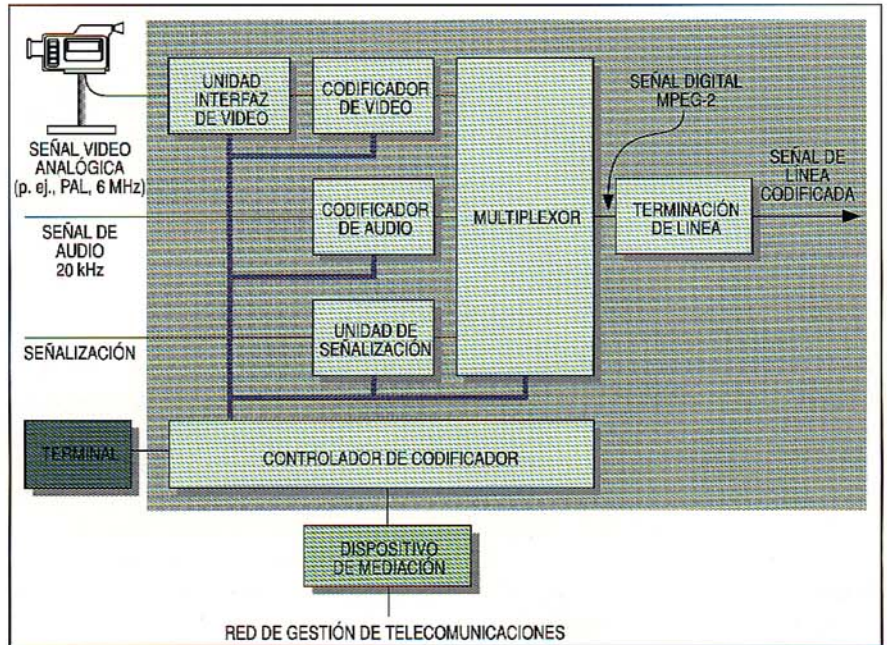 UNIDAD
INTERFAZ
DE VIDEO
CODIFICADOR
DE VIDEO
SEÑAL DIGITAL
MPEG-2
SEÑAL VIDEO
ANALÓGICA
(p. ej., PAL, 6 MHz)
SEÑAL DE
LÍNEA
CODIFICADA
SEÑAL DE
AUDIO
20 kHz
CODIFICADOR
DE AUDIO
MULTIPLEXOR
TERMINACIÓN
DE LINEA
SEÑALIZACIÓN
UNIDAD DE
SEÑALIZACIÓN
TERMINAL
CONTROLADOR DE CODIFICADOR
DISPOSITIVO
DE MEDIACIÓN
RED DE GESTIÓN DE TELECOMUNICACIONES